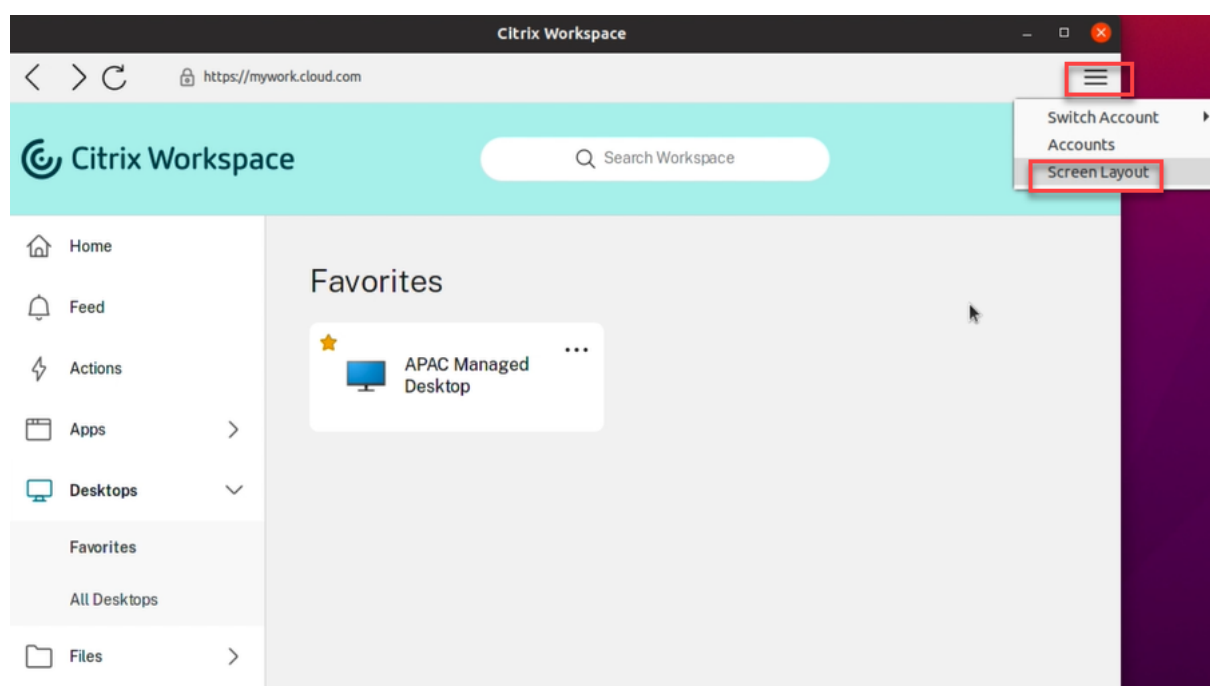 Citrix Workspace
https://mywork.cloud.com
Switch Account
Accounts
Screen Layout
Citrix Workspace
Search Workspace
Home
Feed
Actions
Apps
Desktops
Favorites
All Desktops
Files
Favorites
APAC Managed
Desktop